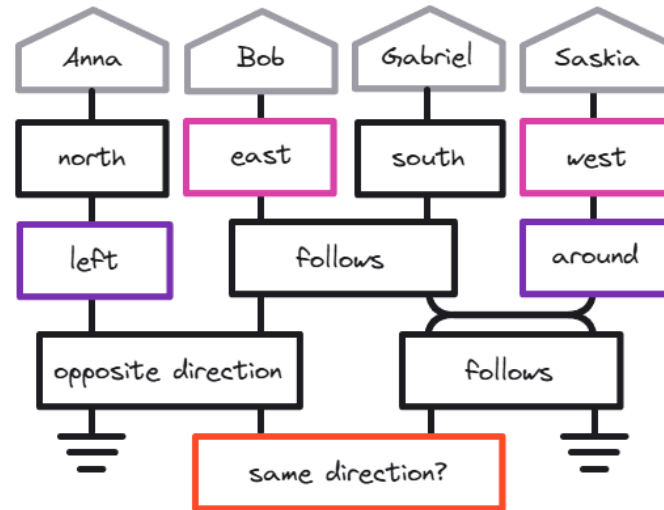 Anna
Bob
Gabriel
Saskia
north
east
south
west
left
follows
around
opposite direction
follows
same direction?